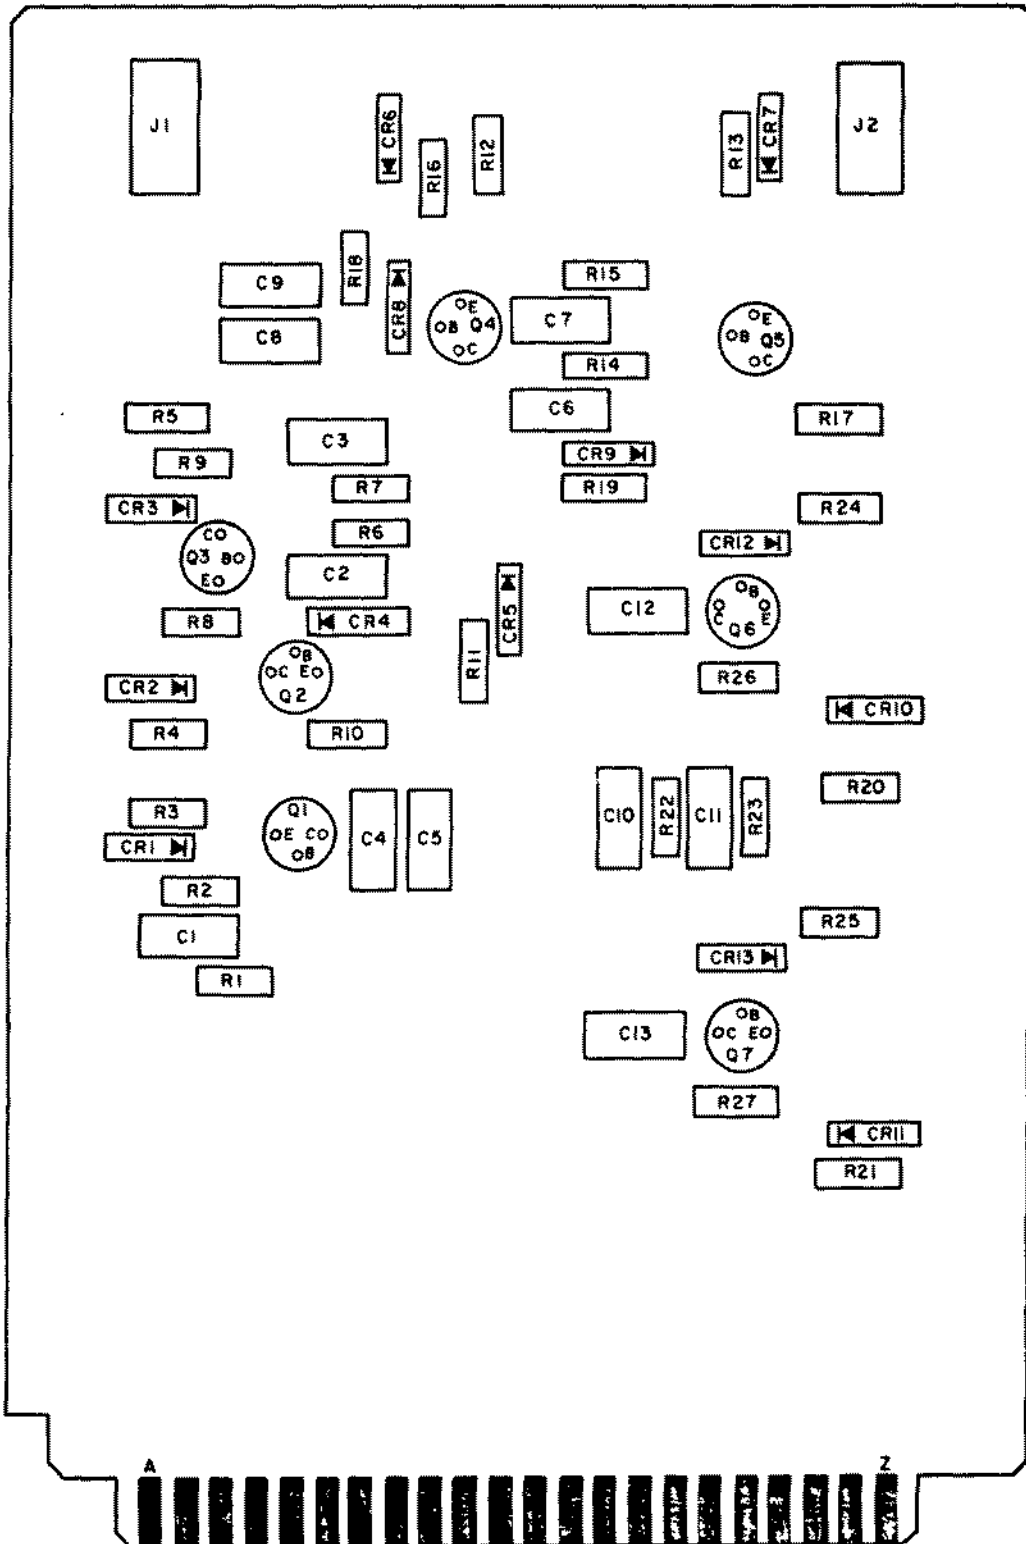 J1
CR6
R16
R12
R13
CR7
J2
C9
R18
CR8
E
B Q4
C
C7
R15
E
B Q5
C
C8
R14
C6
R5
C3
R17
R9
CR9
R7
R19
CR3
R24
C
Q3 B
E
R6
CR12
C2
CR5
C12
B
C E
Q6
R8
CR4
R11
B
C E
Q2
R26
CR2
CR10
R4
R10
R3
Q1
E C
B
C4
C5
C10
R22
C11
R23
R20
CR1
R2
C1
R25
R1
CR13
C13
B
C E
Q7
R27
CR11
R21
A
Z